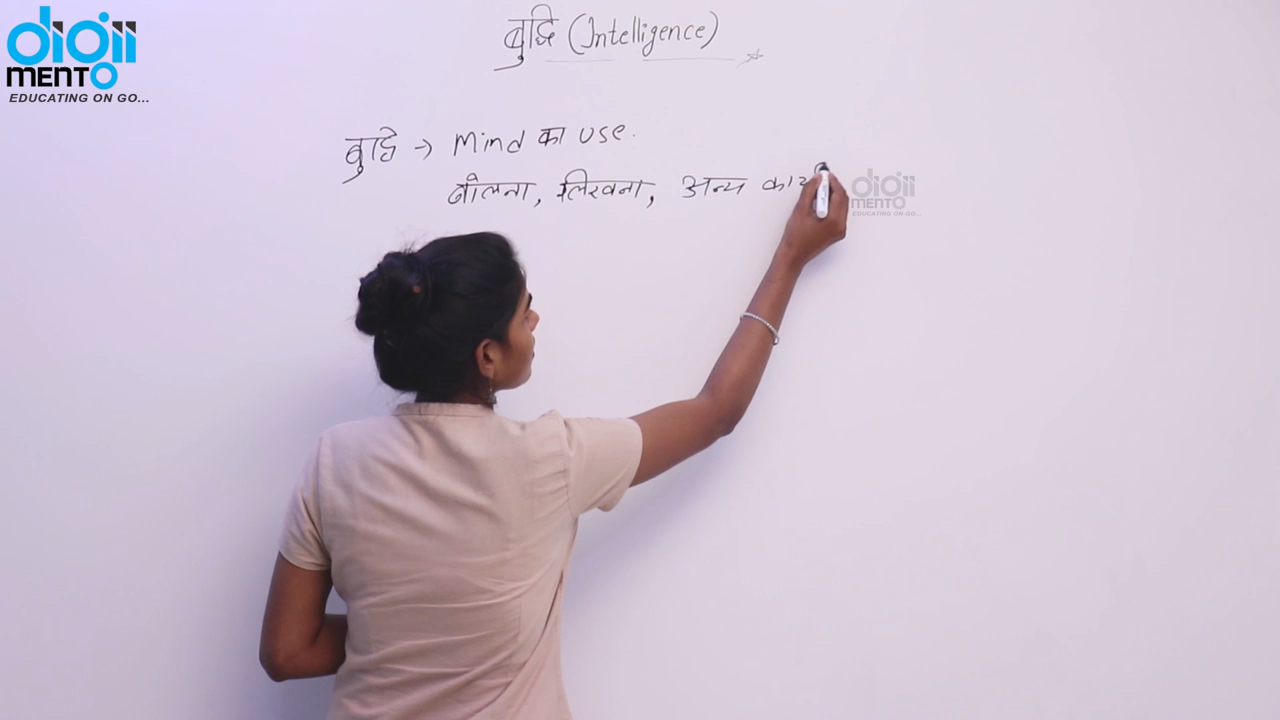 digii
MENTO
EDUCATING ON GO...
बुद्धि (Intelligence)
बुद्धि → Mind का use.
बोलना, लिखना, अन्य कार्य
digii
MENTO
EDUCATING ON GO...